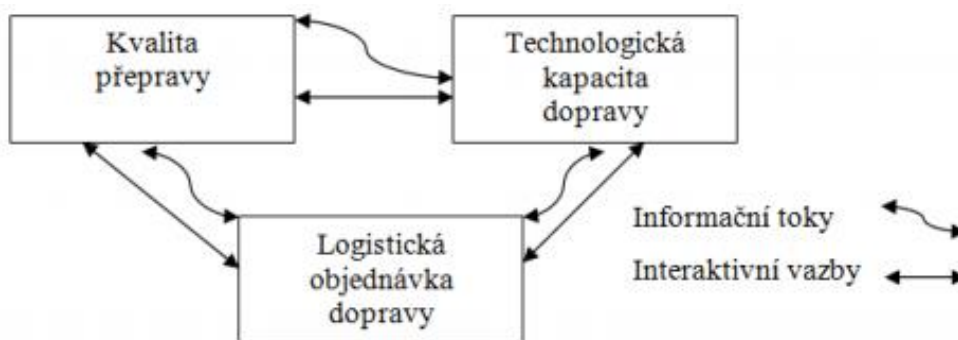 Kvalita
přepravy
Technologická
kapacita
dopravy
Logistická
objednávka
dopravy
Informační toky
Interaktivní vazby